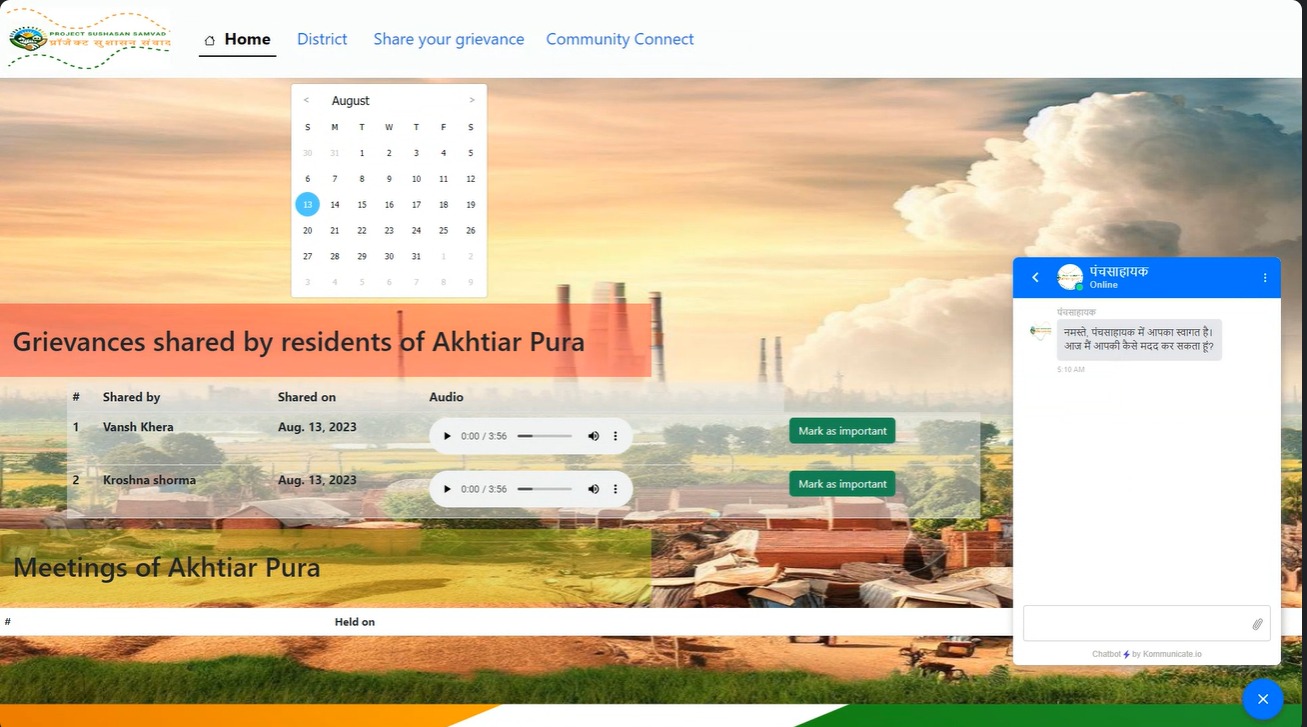 PROJECT SUSHASAN SAMVAD
प्रॉजेक्ट सुशासन संवाद
Home District Share your grievance Community Connect
< August >
S M T W T F S
30 31 1 2 3 4 5
6 7 8 9 10 11 12
13 14 15 16 17 18 19
20 21 22 23 24 25 26
27 28 29 30 31 1 2
3 4 5 6 7 8 9
Grievances shared by residents of Akhtiar Pura
# Shared by Shared on Audio
1 Vansh Khera Aug. 13, 2023 0:00 / 3:56 Mark as important
2 Kroshna shorma Aug. 13, 2023 0:00 / 3:56 Mark as important
Meetings of Akhtiar Pura
# Held on
पंचसाहायक
Online
पंचसाहायक
नमस्ते, पंचसाहायक में आपका स्वागत है।
आज मैं आपकी कैसे मदद कर सकता हूं?
5:10 AM
Chatbot by Kommunicate.io